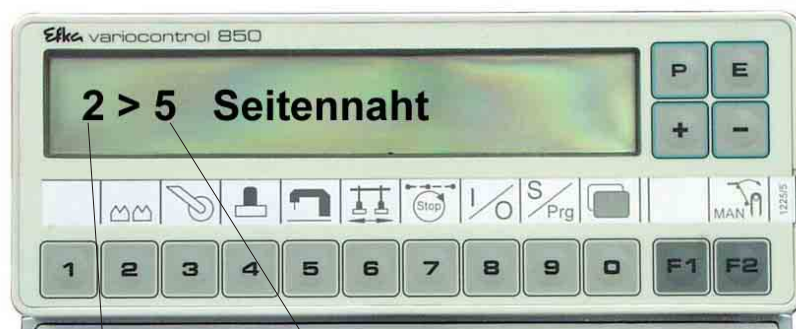 Efka variocontrol 850
2 > 5 Seitennaht
P E
+ -
Stop I/O S/Prg MAN 1225/5
1 2 3 4 5 6 7 8 9 0 F1 F2